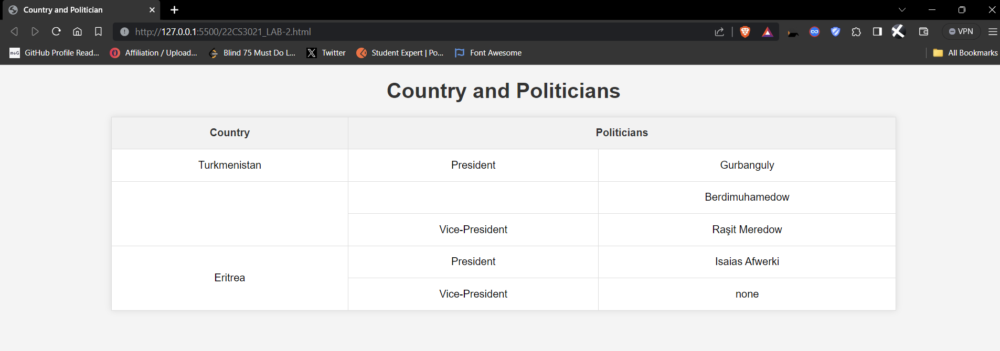 Country and Politician
http://127.0.0.1:5500/22CS3021_LAB-2.html
VPN
GitHub Profile Read... Affiliation / Upload... Blind 75 Must Do L... Twitter Student Expert | Po... Font Awesome All Bookmarks
Country and Politicians
Country Politicians
Turkmenistan President Gurbanguly
Berdimuhamedow
Vice-President Raşit Meredow
President Isaias Afwerki
Eritrea
Vice-President none